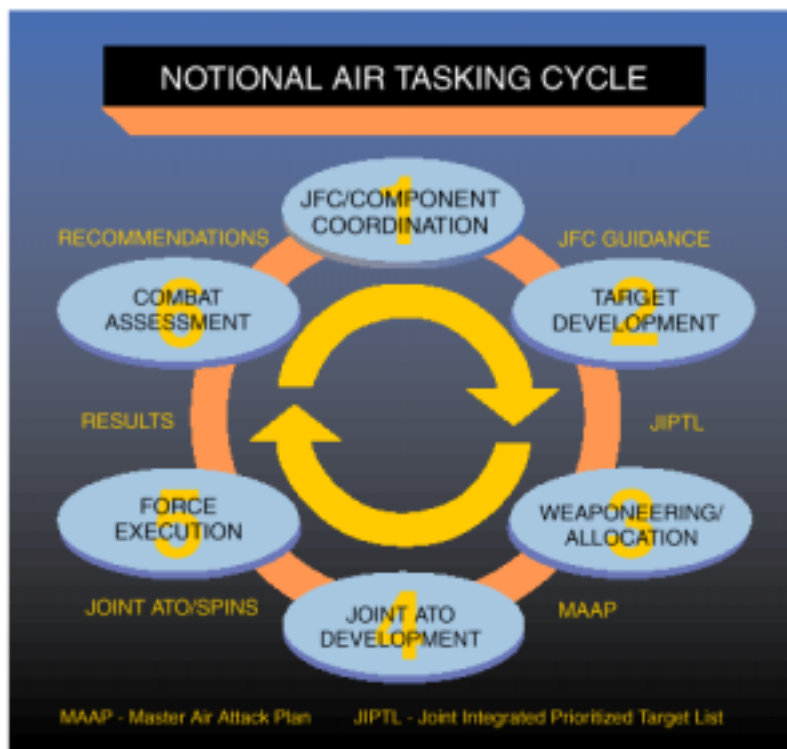 NOTIONAL AIR TASKING CYCLE
1
JFC/COMPONENT
COORDINATION
JFC GUIDANCE
2
TARGET
DEVELOPMENT
JIPTL
3
WEAPONEERING/
ALLOCATION
MAAP
4
JOINT ATO
DEVELOPMENT
JOINT ATO/SPINS
5
FORCE
EXECUTION
RESULTS
6
COMBAT
ASSESSMENT
RECOMMENDATIONS
MAAP - Master Air Attack Plan
JIPTL - Joint Integrated Prioritized Target List